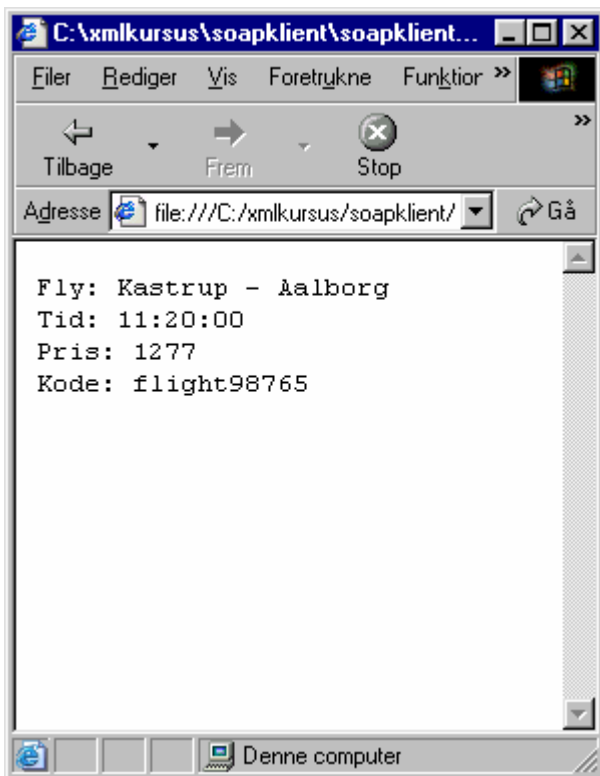 C:\xmlkursus\soapklient\soapklient...
Filer Rediger Vis Foretrukne Funktior »
Tilbage Frem Stop »
Adresse file:///C:/xmlkursus/soapklient/ Gå
Fly: Kastrup - Aalborg
Tid: 11:20:00
Pris: 1277
Kode: flight98765
Denne computer